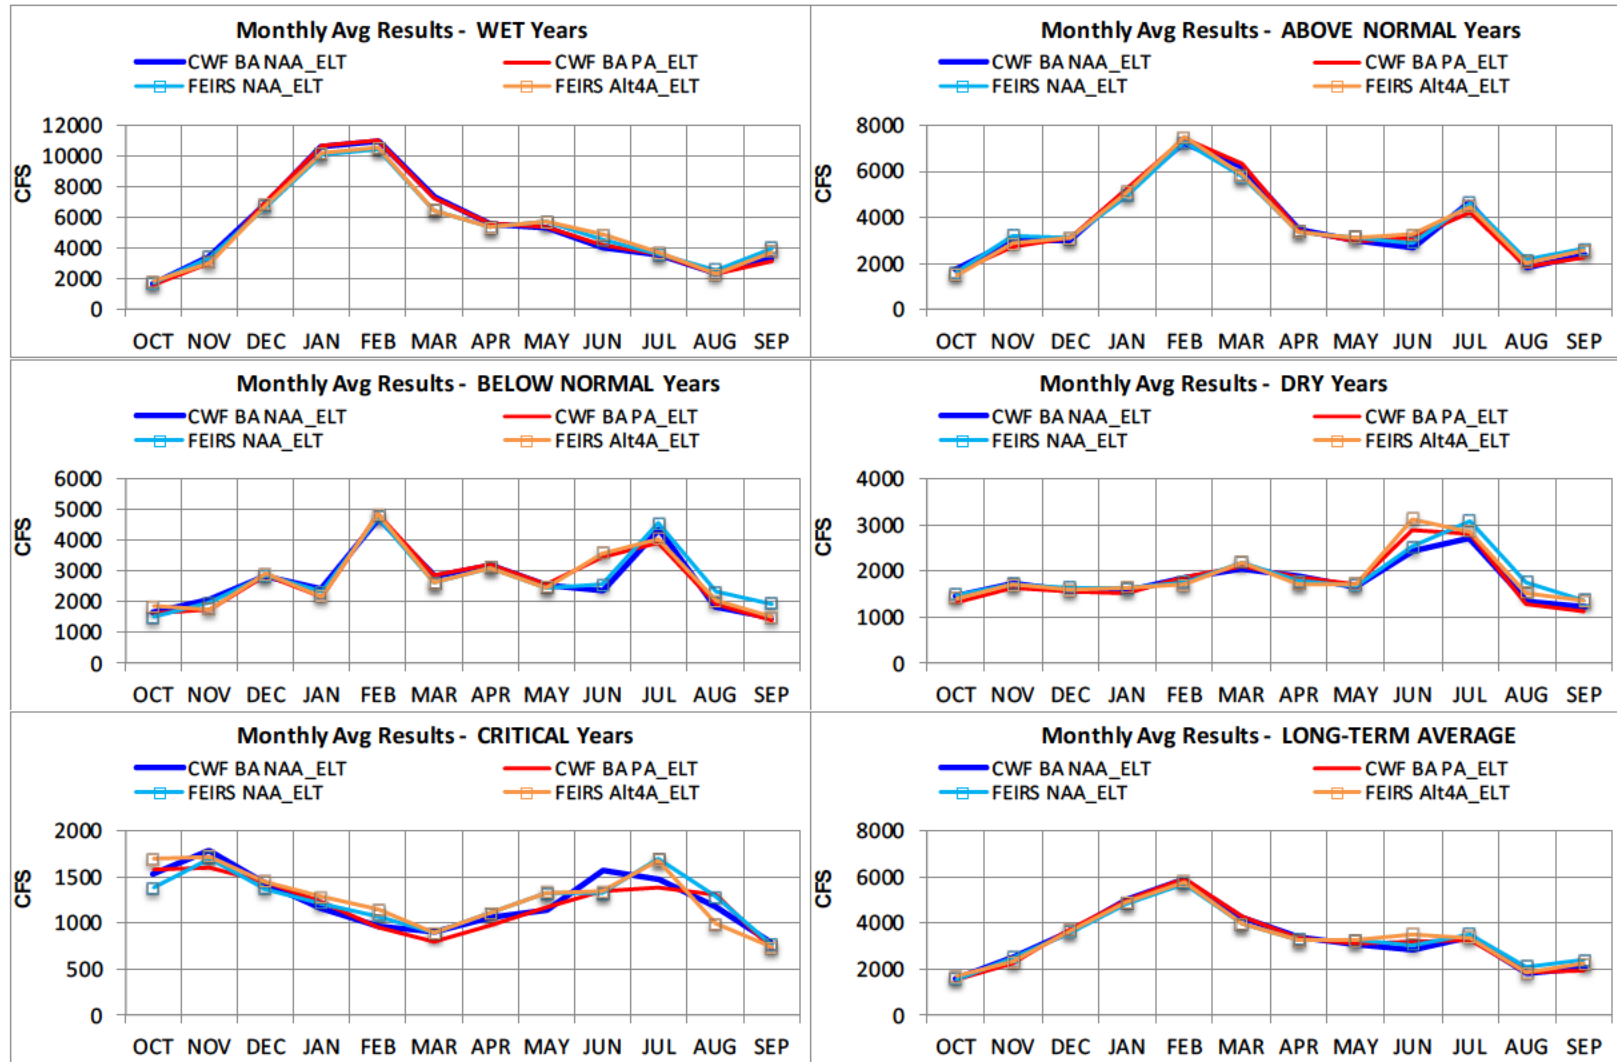 Monthly Avg Results - WET Years
CWF BA NAA_ELT CWF BA PA_ELT
FEIRS NAA_ELT FEIRS Alt4A_ELT
12000
10000
8000
6000
4000
2000
0
CFS
OCT NOV DEC JAN FEB MAR APR MAY JUN JUL AUG SEP
Monthly Avg Results - ABOVE NORMAL Years
CWF BA NAA_ELT CWF BA PA_ELT
FEIRS NAA_ELT FEIRS Alt4A_ELT
8000
6000
4000
2000
0
CFS
OCT NOV DEC JAN FEB MAR APR MAY JUN JUL AUG SEP
Monthly Avg Results - BELOW NORMAL Years
CWF BA NAA_ELT CWF BA PA_ELT
FEIRS NAA_ELT FEIRS Alt4A_ELT
6000
5000
4000
3000
2000
1000
0
CFS
OCT NOV DEC JAN FEB MAR APR MAY JUN JUL AUG SEP
Monthly Avg Results - DRY Years
CWF BA NAA_ELT CWF BA PA_ELT
FEIRS NAA_ELT FEIRS Alt4A_ELT
4000
3000
2000
1000
0
CFS
OCT NOV DEC JAN FEB MAR APR MAY JUN JUL AUG SEP
Monthly Avg Results - CRITICAL Years
CWF BA NAA_ELT CWF BA PA_ELT
FEIRS NAA_ELT FEIRS Alt4A_ELT
2000
1500
1000
500
0
CFS
OCT NOV DEC JAN FEB MAR APR MAY JUN JUL AUG SEP
Monthly Avg Results - LONG-TERM AVERAGE
CWF BA NAA_ELT CWF BA PA_ELT
FEIRS NAA_ELT FEIRS Alt4A_ELT
8000
6000
4000
2000
0
CFS
OCT NOV DEC JAN FEB MAR APR MAY JUN JUL AUG SEP